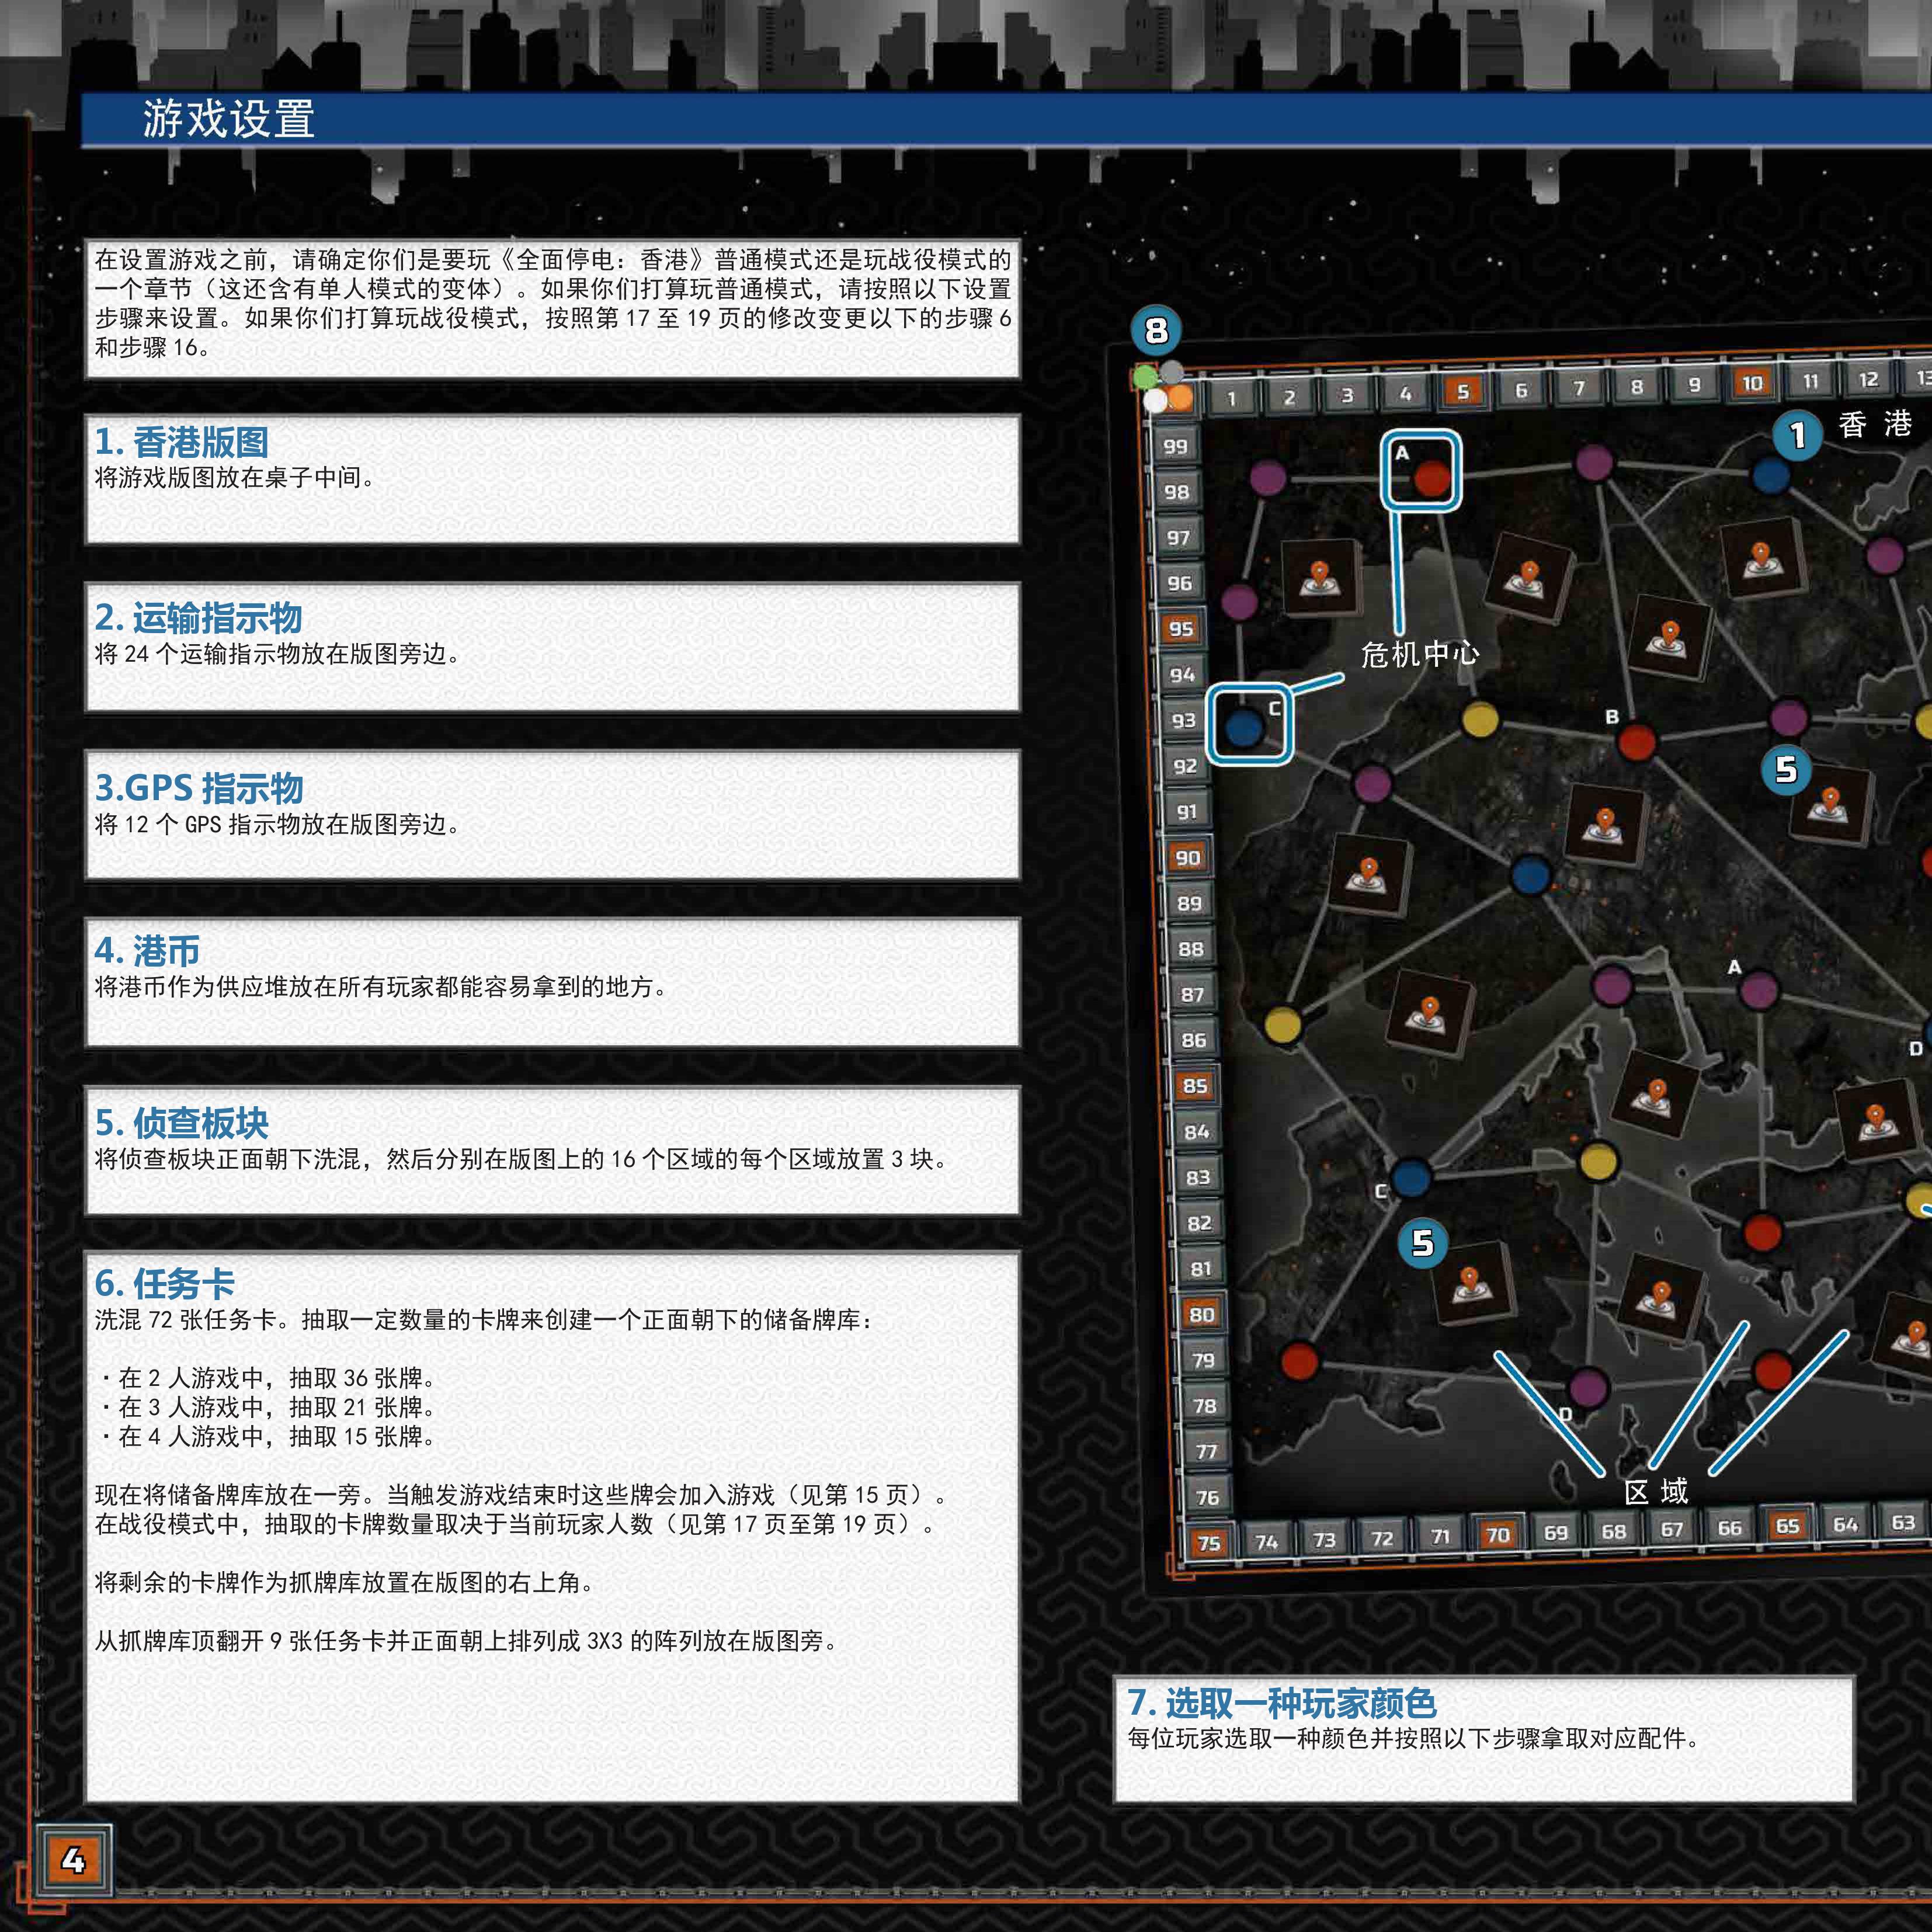 游戏设置
在设置游戏之前，请确定你们是要玩《全面停电：香港》普通模式还是玩战役模式的
一个章节（这还含有单人模式的变体）。如果你们打算玩普通模式，请按照以下设置
步骤来设置。如果你们打算玩战役模式，按照第 17 至 19 页的修改变更以下的步骤 6
和步骤 16。
1. 香港版图
将游戏版图放在桌子中间。
2. 运输指示物
将 24 个运输指示物放在版图旁边。
3.GPS 指示物
将 12 个 GPS 指示物放在版图旁边。
4. 港币
将港币作为供应堆放在所有玩家都能容易拿到的地方。
5. 侦查板块
将侦查板块正面朝下洗混，然后分别在版图上的 16 个区域的每个区域放置 3 块。
6. 任务卡
洗混 72 张任务卡。抽取一定数量的卡牌来创建一个正面朝下的储备牌库：
·在 2 人游戏中，抽取 36 张牌。
·在 3 人游戏中，抽取 21 张牌。
·在 4 人游戏中，抽取 15 张牌。
现在将储备牌库放在一旁。当触发游戏结束时这些牌会加入游戏（见第 15 页）。
在战役模式中，抽取的卡牌数量取决于当前玩家人数（见第 17 页至第 19 页）。
将剩余的卡牌作为抓牌库放置在版图的右上角。
从抓牌库顶翻开 9 张任务卡并正面朝上排列成 3X3 的阵列放在版图旁。
8
1 2 3 4 5 6 7 8 9 10 11 12 13
1
香 港
99
98
97
96
95
94
93
92
91
90
89
88
87
86
85
84
83
82
81
80
79
78
77
76
A
危机中心
C
B
5
A
D
C
5
D
区 域
75 74 73 72 71 70 69 68 67 66 65 64 63
7. 选取一种玩家颜色
每位玩家选取一种颜色并按照以下步骤拿取对应配件。
4